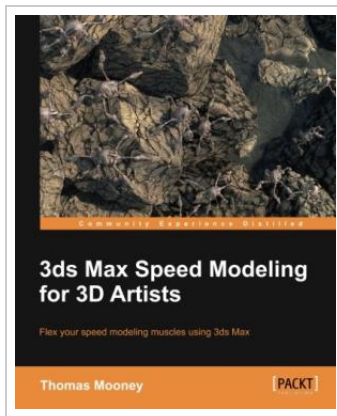 Community Experience Distilled
3ds Max Speed Modeling
for 3D Artists
Flex your speed modeling muscles using 3ds Max
Thomas Mooney
[PACKT]